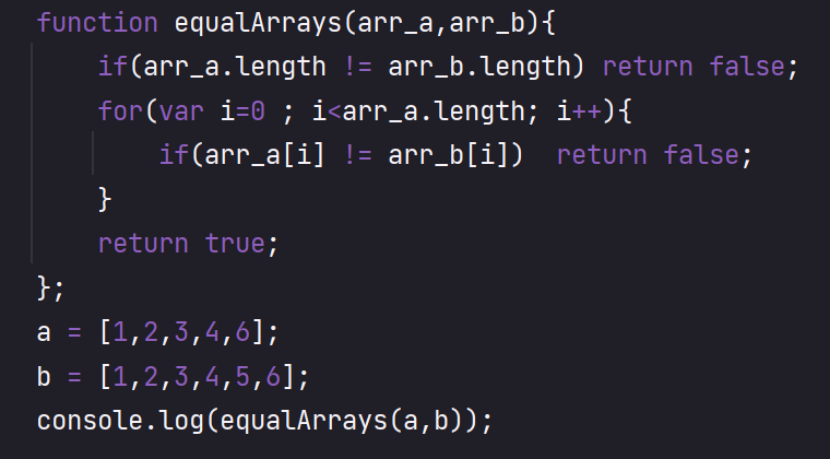 function equalArrays(arr_a,arr_b){
    if(arr_a.length != arr_b.length) return false;
    for(var i=0 ; i<arr_a.length; i++){
        if(arr_a[i] != arr_b[i])  return false;
    }
    return true;
};
a = [1,2,3,4,6];
b = [1,2,3,4,5,6];
console.log(equalArrays(a,b));